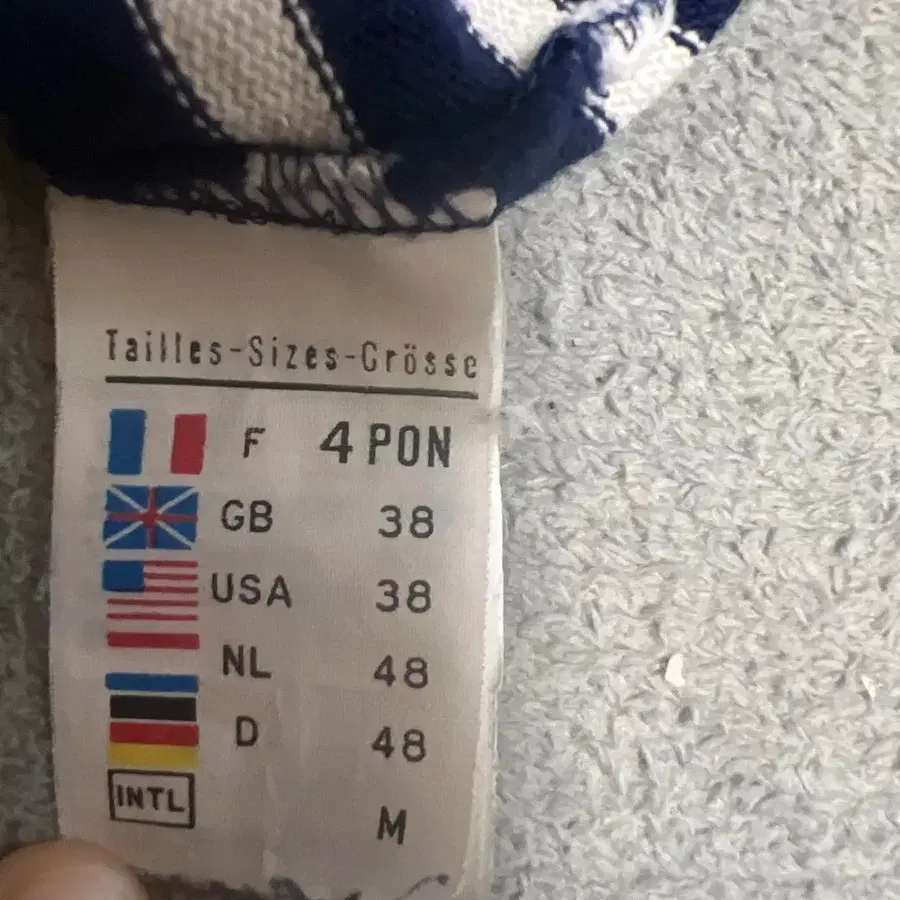 Tailles-Sizes-Grösse
F 4 PON
GB 38
USA 38
NL 48
D 48
INTL M